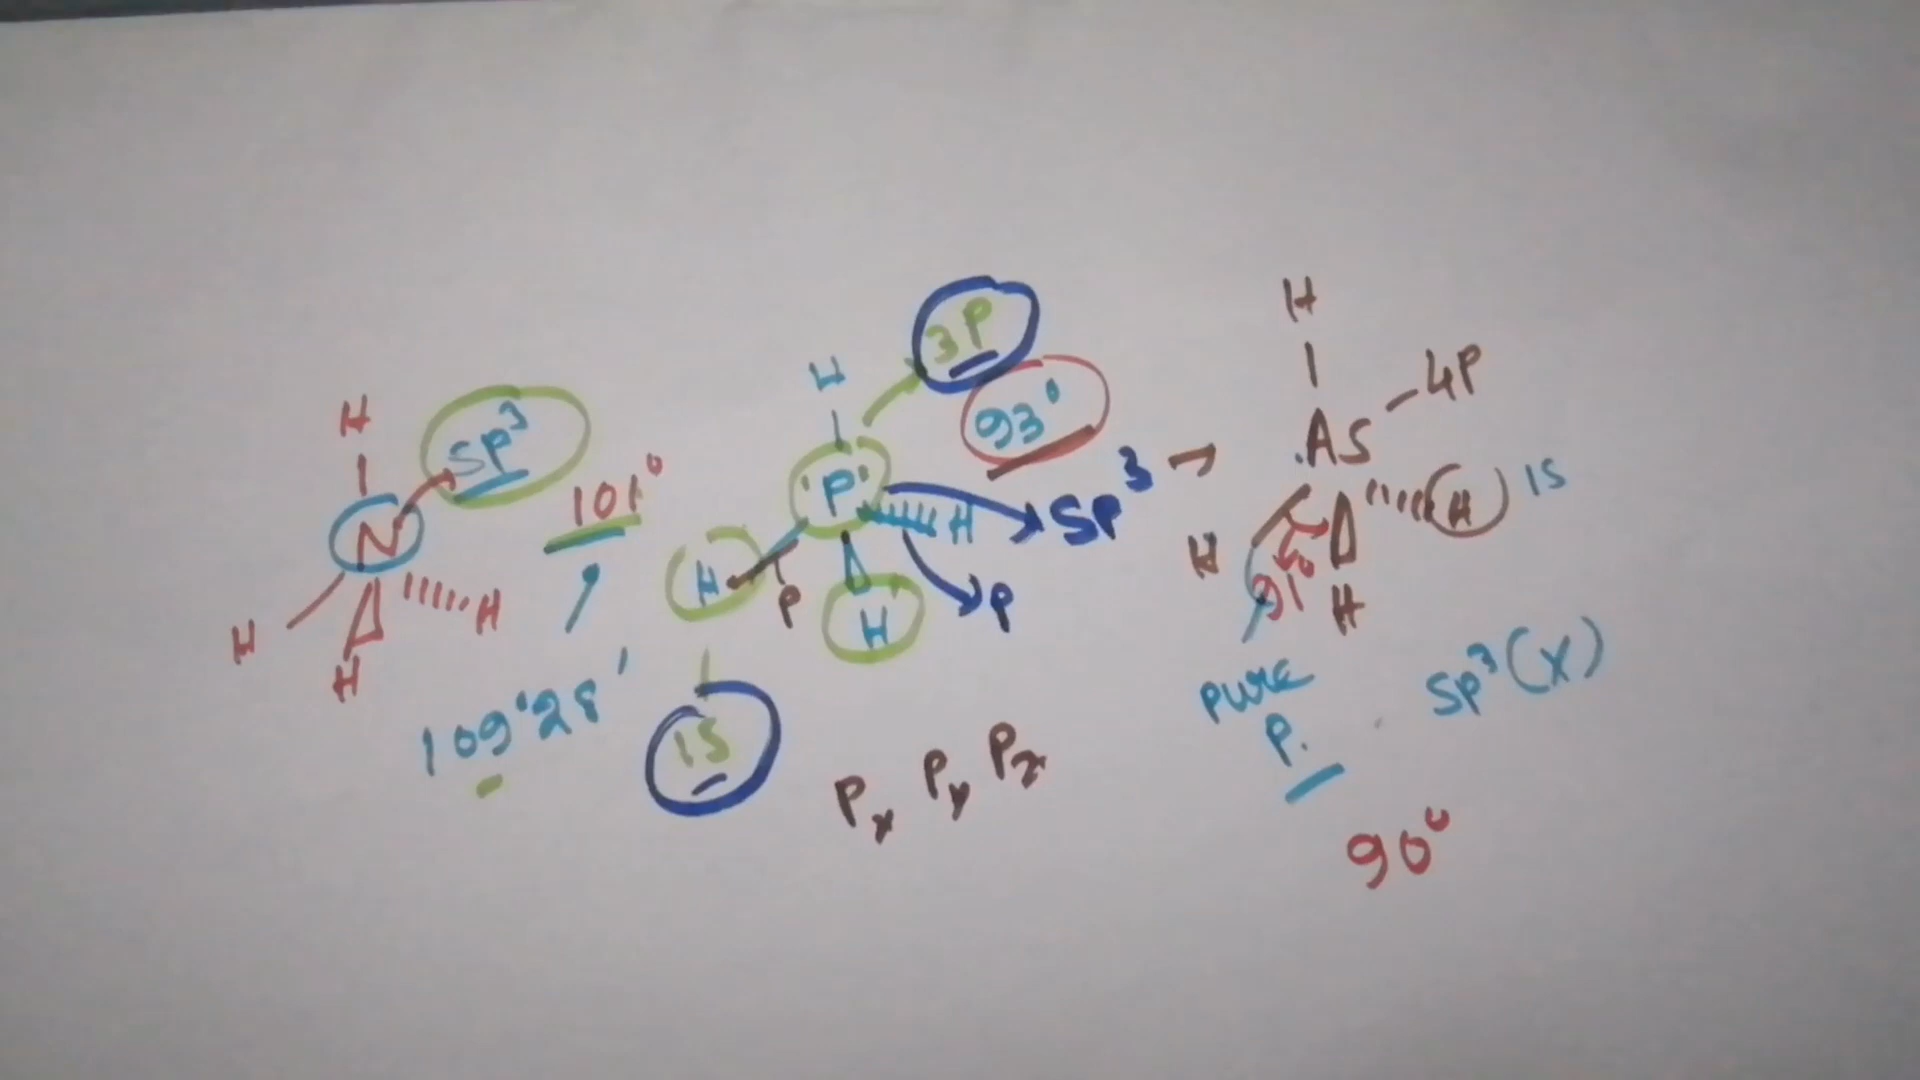 H
SP³
N
101°
H
H
H
109°28'
3P
93°
H
P
H
SP³
H
P
H
P
1S
Px Py Pz
H
4P
.AS
H
1S
H
91°
H
PURE
P.
SP³(X)
90°